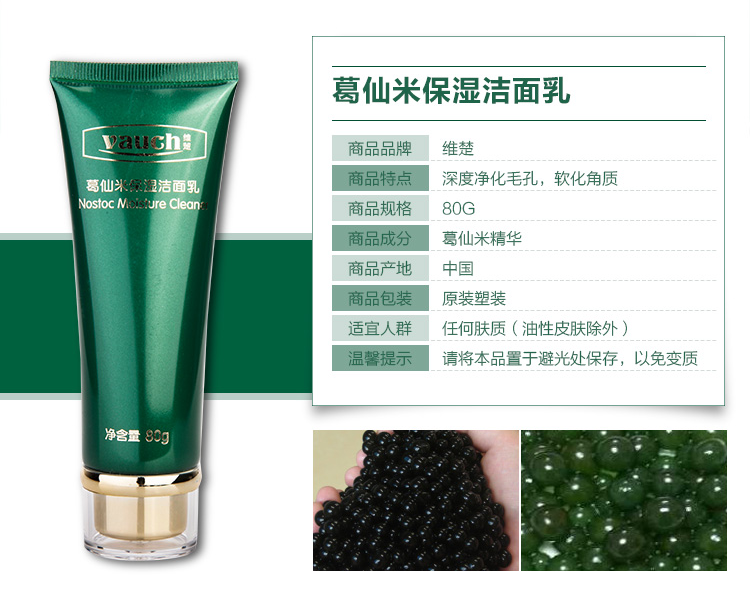 vauch 维楚
葛仙米保湿洁面乳
Nostoc Moisture Cleanser
净含量 80g
葛仙米保湿洁面乳
商品品牌 维楚
商品特点 深度净化毛孔，软化角质
商品规格 80G
商品成分 葛仙米精华
商品产地 中国
商品包装 原装塑装
适宜人群 任何肤质（油性皮肤除外）
温馨提示 请将本品置于避光处保存，以免变质